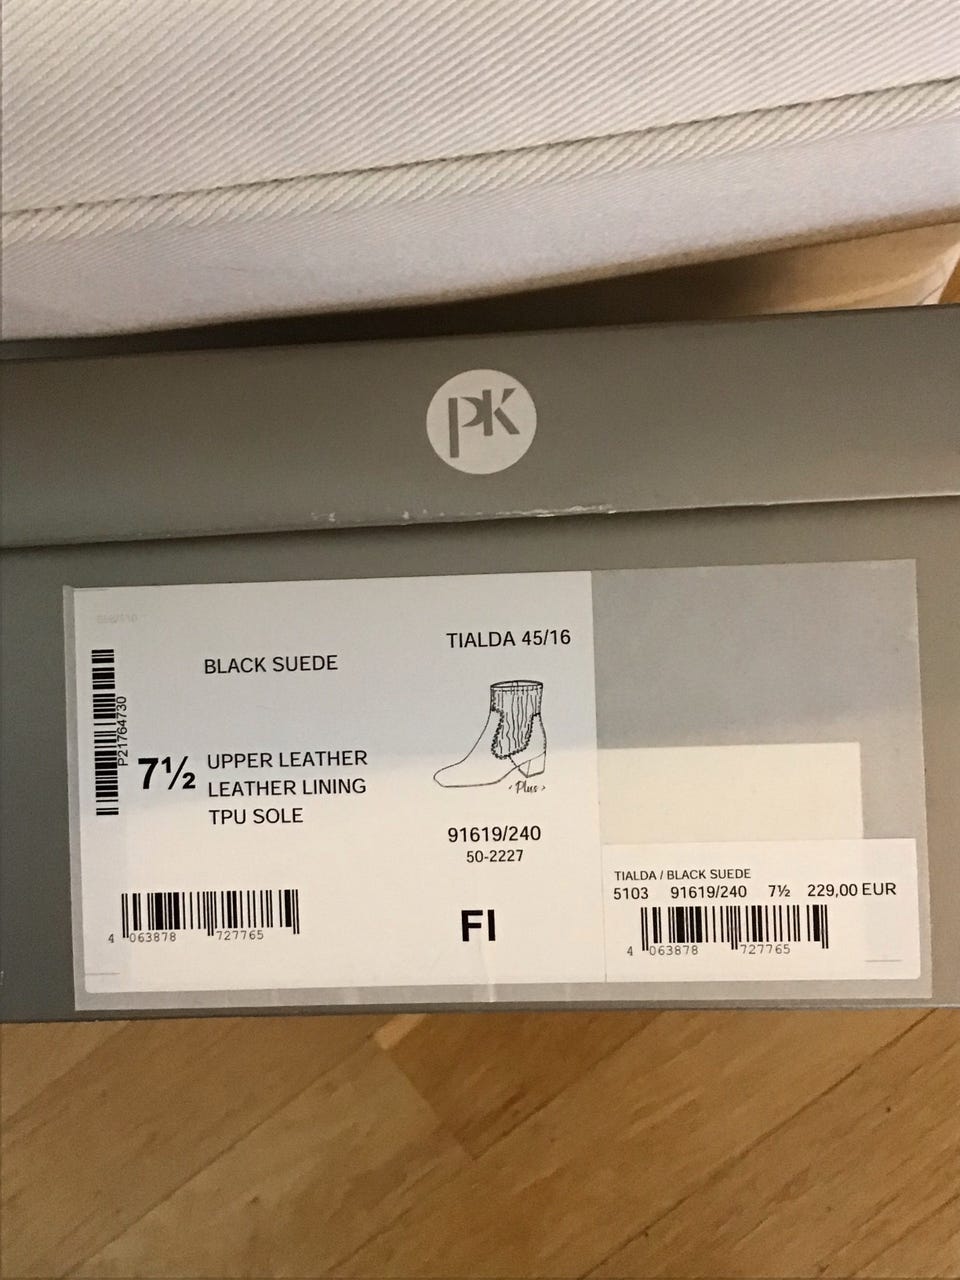 PK
TIALDA 45/16
BLACK SUEDE
P21764730
7½
UPPER LEATHER
LEATHER LINING
TPU SOLE
‹ Plus ›
91619/240
50-2227
4 063878 727765
FI
TIALDA / BLACK SUEDE
5103 91619/240 7½ 229,00 EUR
4 063878 727765